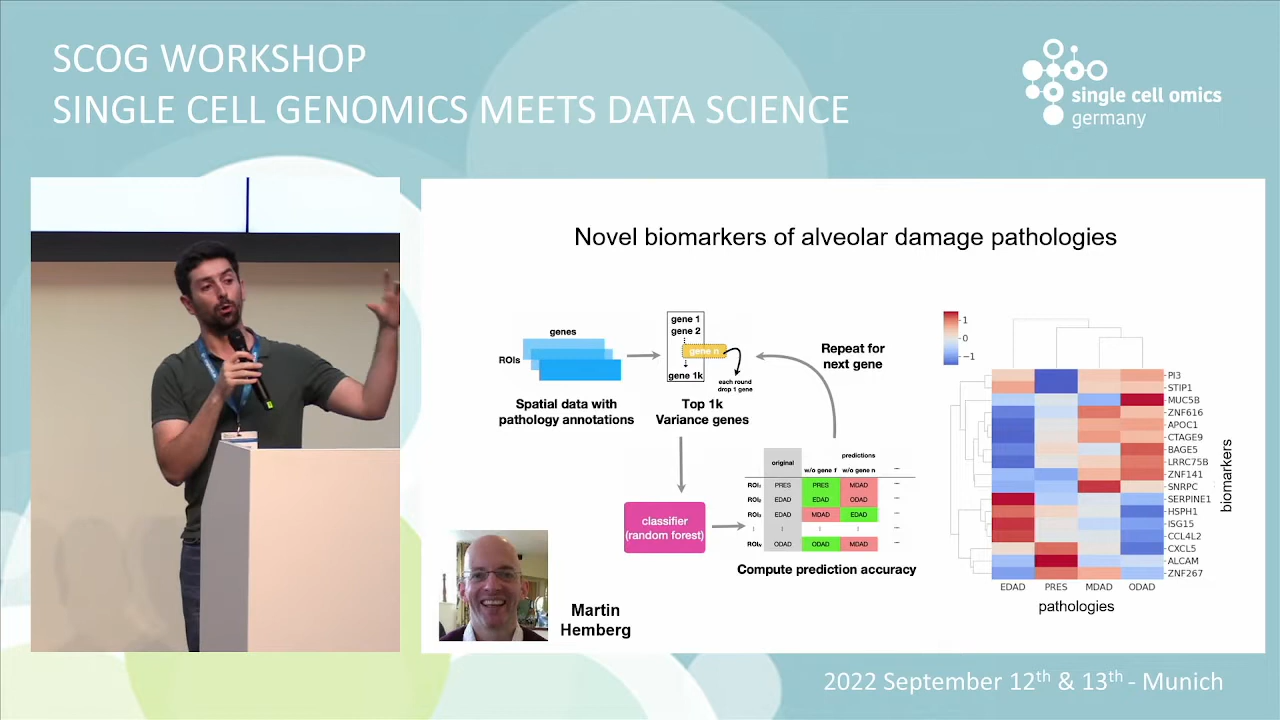 SCOG WORKSHOP
SINGLE CELL GENOMICS MEETS DATA SCIENCE
single cell omics
germany
Novel biomarkers of alveolar damage pathologies
genes
ROIs
Spatial data with
pathology annotations
gene 1
gene 2
gene n
gene 1k
each round
drop 1 gene
Top 1k
Variance genes
Repeat for
next gene
classifier
(random forest)
original
predictions
w/o gene 1
w/o gene n
ROI₁ PRES PRES MDAD
ROI₂ EDAD EDAD ODAD
ROI₃ EDAD MDAD EDAD
ODAD ODAD MDAD
Compute prediction accuracy
Martin
Hemberg
1
0
−1
PI3
STIP1
MUC5B
ZNF616
APOC1
CTAGE9
BAGE5
LRRC75B
ZNF141
SNRPC
SERPINE1
HSPH1
ISG15
CCL4L2
CXCL5
ALCAM
ZNF267
biomarkers
EDAD PRES MDAD ODAD
pathologies
2022 September 12th & 13th - Munich